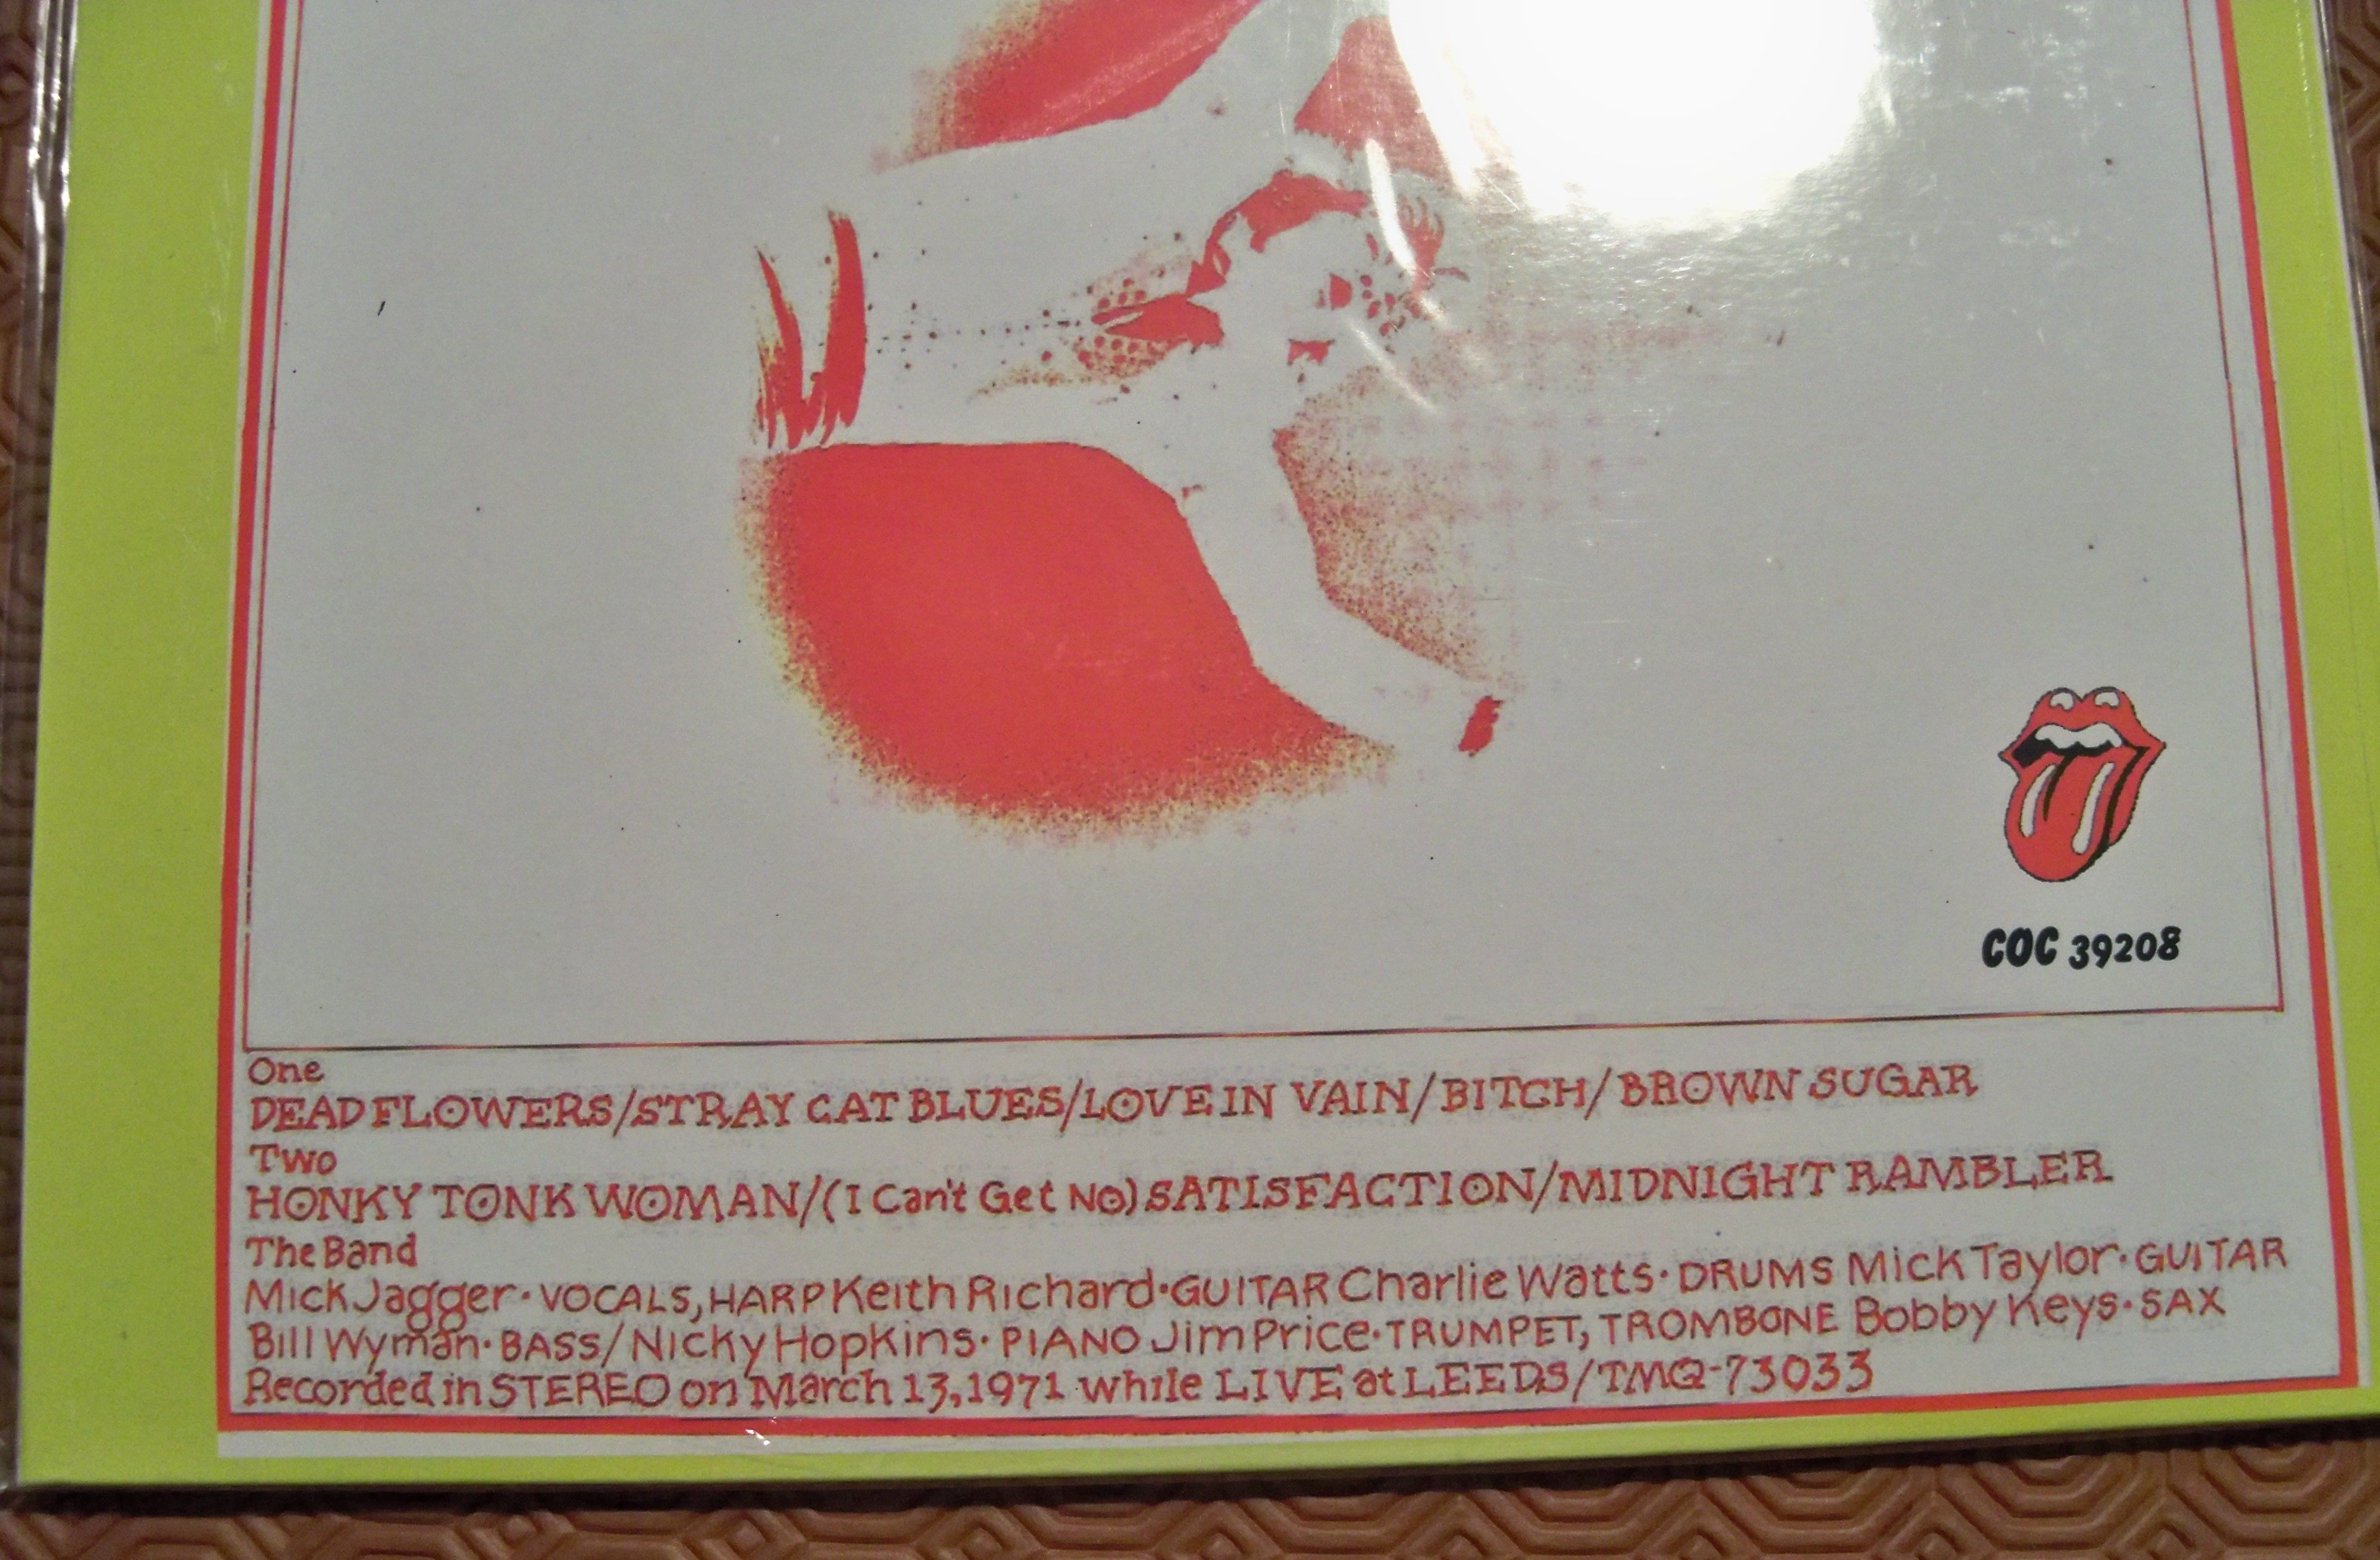 COC 39208
One
DEAD FLOWERS/STRAY CAT BLUES/LOVE IN VAIN/BITCH/BROWN SUGAR
Two
HONKY TONK WOMAN/(I Can't Get No) SATISFACTION/MIDNIGHT RAMBLER
The Band
Mick Jagger · VOCALS, HARP Keith Richard · GUITAR Charlie Watts · DRUMS Mick Taylor · GUITAR
Bill Wyman · BASS/Nicky Hopkins · PIANO Jim Price · TRUMPET, TROMBONE Bobby Keys · SAX
Recorded in STEREO on March 13, 1971 while LIVE at LEEDS/TMQ-73033